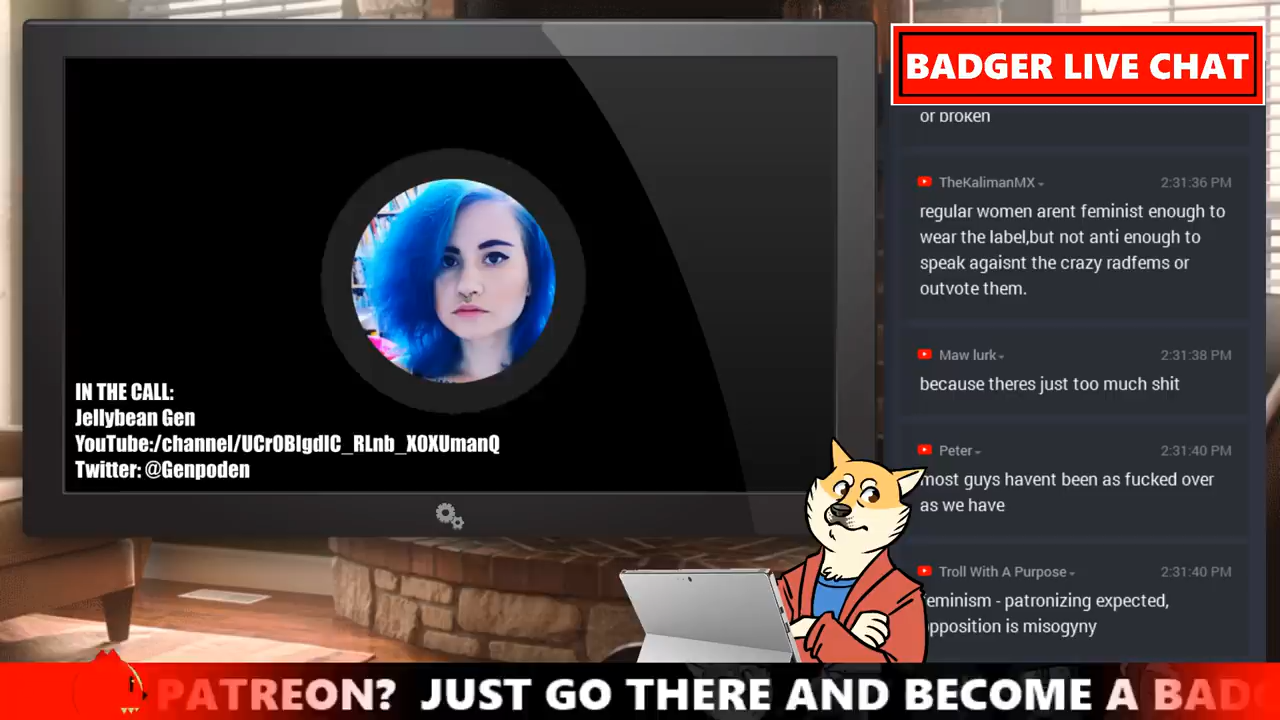 BADGER LIVE CHAT
or broken
TheKalimanMX
2:31:36 PM
regular women arent feminist enough to
wear the label,but not anti enough to
speak agaisnt the crazy radfems or
outvote them.
Maw lurk
2:31:38 PM
because theres just too much shit
Peter
2:31:40 PM
most guys havent been as fucked over
as we have
Troll With A Purpose
2:31:40 PM
feminism - patronizing expected,
opposition is misogyny
IN THE CALL:
Jellybean Gen
YouTube:/channel/UCrOBIgdIC_RLnb_XOXUmanQ
Twitter: @Genpoden
PATREON? JUST GO THERE AND BECOME A BADG